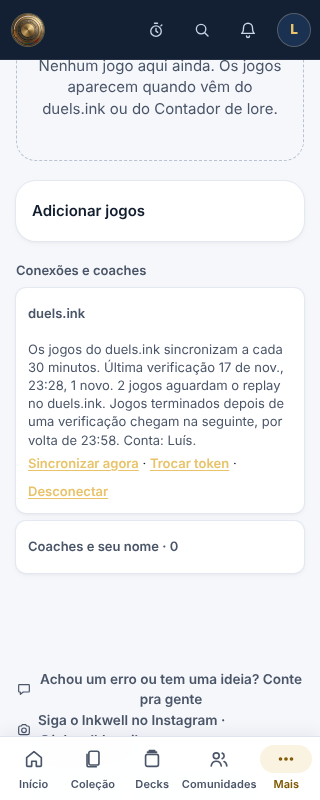 L
Nenhum jogo aqui ainda. Os jogos
aparecem quando vêm do
duels.ink ou do Contador de lore.
Adicionar jogos
Conexões e coaches
duels.ink
Os jogos do duels.ink sincronizam a cada
30 minutos. Última verificação 17 de nov.,
23:28, 1 novo. 2 jogos aguardam o replay
no duels.ink. Jogos terminados depois de
uma verificação chegam na seguinte, por
volta de 23:58. Conta: Luís.
Sincronizar agora · Trocar token ·
Desconectar
Coaches e seu nome · 0
Achou um erro ou tem uma ideia? Conte
pra gente
Siga o Inkwell no Instagram ·
Início Coleção Decks Comunidades Mais